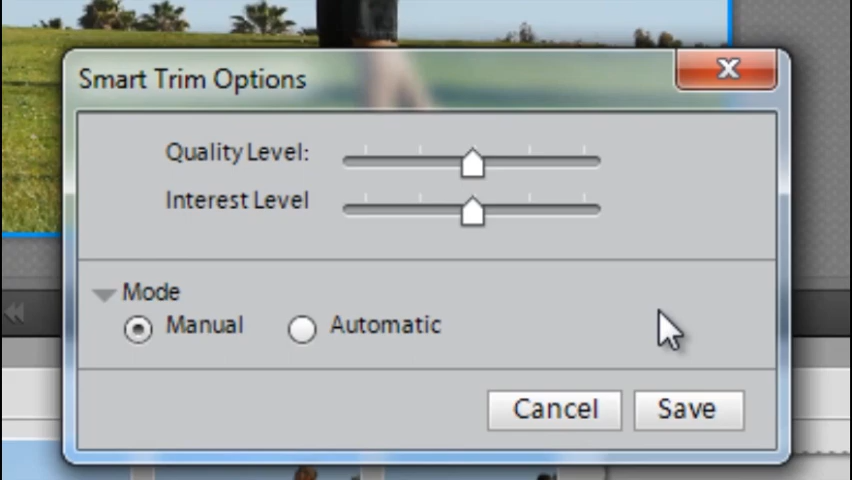 Smart Trim Options
Quality Level:
Interest Level
Mode
Manual Automatic
Cancel Save